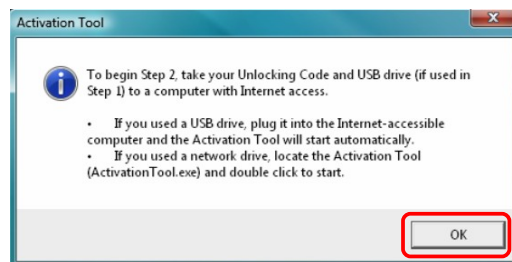 Activation Tool
X
To begin Step 2, take your Unlocking Code and USB drive (if used in
Step 1) to a computer with Internet access.
• If you used a USB drive, plug it into the Internet-accessible
computer and the Activation Tool will start automatically.
• If you used a network drive, locate the Activation Tool
(ActivationTool.exe) and double click to start.
OK